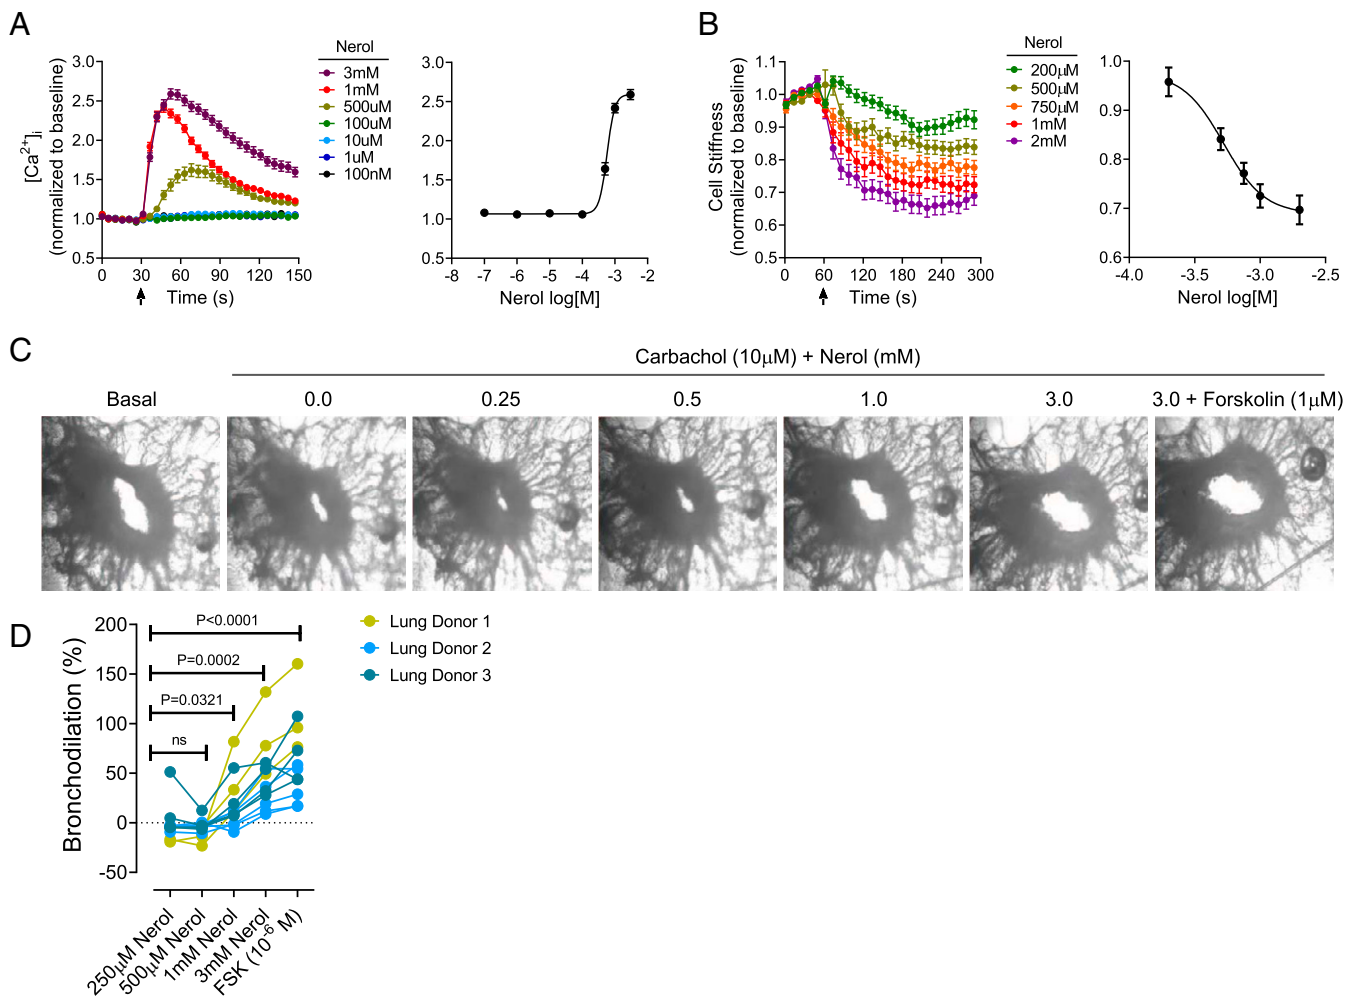 A
[Ca2+]i
(normalized to baseline)
3.0
2.5
2.0
1.5
1.0
0.5
0 30 60 90 120 150
Time (s)
Nerol
3mM
1mM
500uM
100uM
10uM
1uM
100nM
3.0
2.5
2.0
1.5
1.0
0.5
-8 -7 -6 -5 -4 -3 -2
Nerol log[M]
B
Cell Stiffness
(normalized to baseline)
1.1
1.0
0.9
0.8
0.7
0.6
0.5
0 60 120 180 240 300
Time (s)
Nerol
200μM
500μM
750μM
1mM
2mM
1.0
0.9
0.8
0.7
0.6
-4.0 -3.5 -3.0 -2.5
Nerol log[M]
C
Carbachol (10μM) + Nerol (mM)
Basal 0.0 0.25 0.5 1.0 3.0 3.0 + Forskolin (1μM)
D
Bronchodilation (%)
200
150
100
50
0
-50
P<0.0001
P=0.0002
P=0.0321
ns
250μM Nerol
500μM Nerol
1mM Nerol
3mM Nerol
FSK (10-6 M)
Lung Donor 1
Lung Donor 2
Lung Donor 3